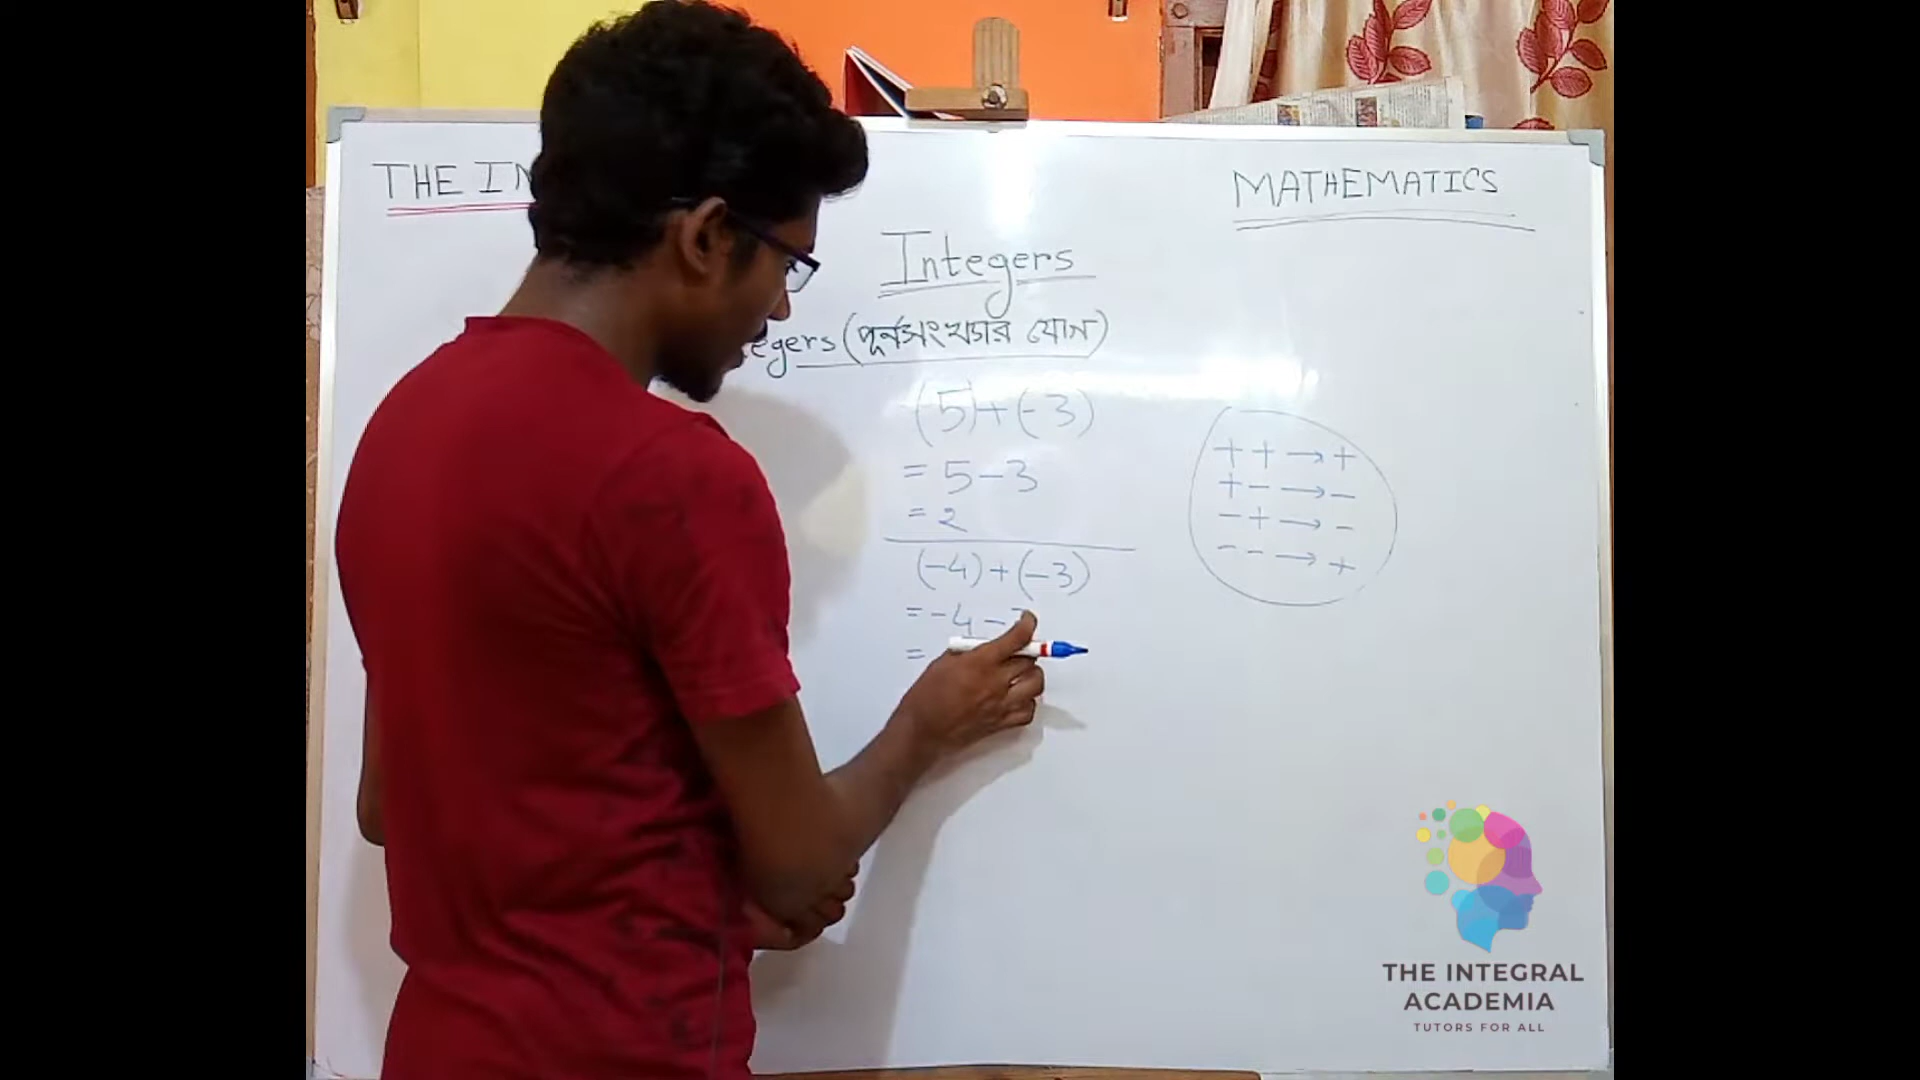 THE IN
MATHEMATICS
Integers
egers (পূর্নসংখ্যার যোগ)
(5)+(-3)
= 5-3
= 2
(-4)+(-3)
= -4-
=
+ + → +
+ - → -
- + → -
- - → +
THE INTEGRAL
ACADEMIA
TUTORS FOR ALL